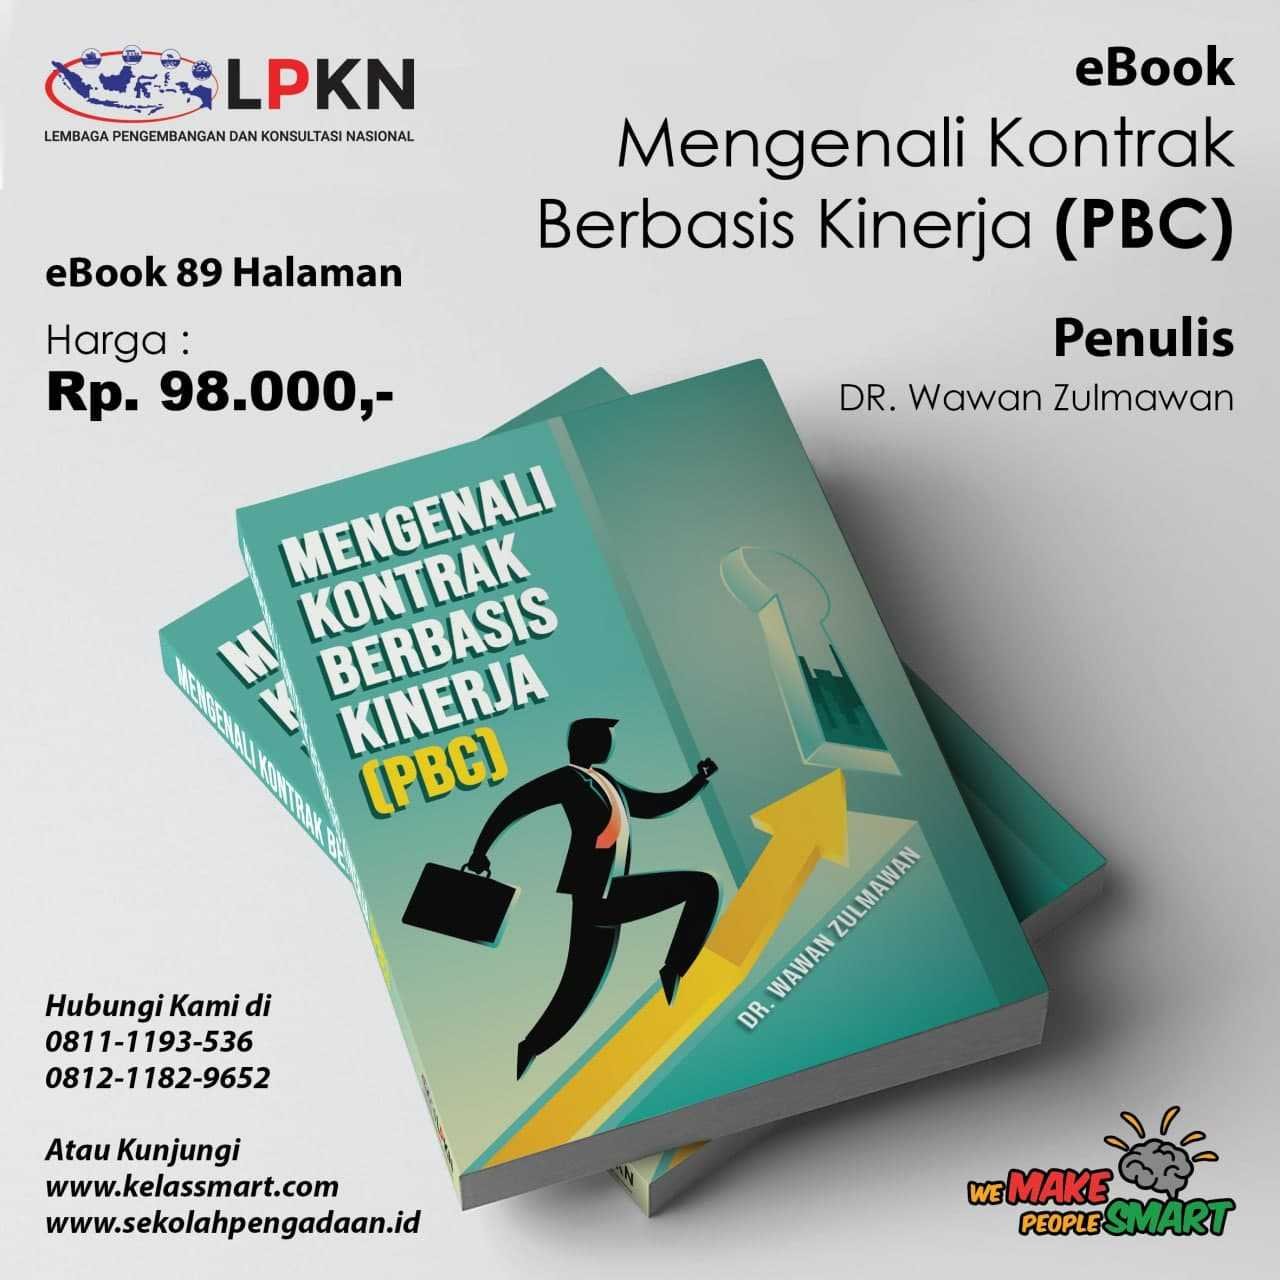 LPKN
LEMBAGA PENGEMBANGAN DAN KONSULTASI NASIONAL
eBook
Mengenali Kontrak
Berbasis Kinerja (PBC)
eBook 89 Halaman
Harga :
Rp. 98.000,-
Penulis
DR. Wawan Zulmawan
MENGENALI
KONTRAK
BERBASIS
KINERJA
(PBC)
DR. WAWAN ZULMAWAN
MENGENALI KONTRAK
Hubungi Kami di
0811-1193-536
0812-1182-9652
Atau Kunjungi
www.kelassmart.com
www.sekolahpengadaan.id
WE MAKE
PEOPLE SMART